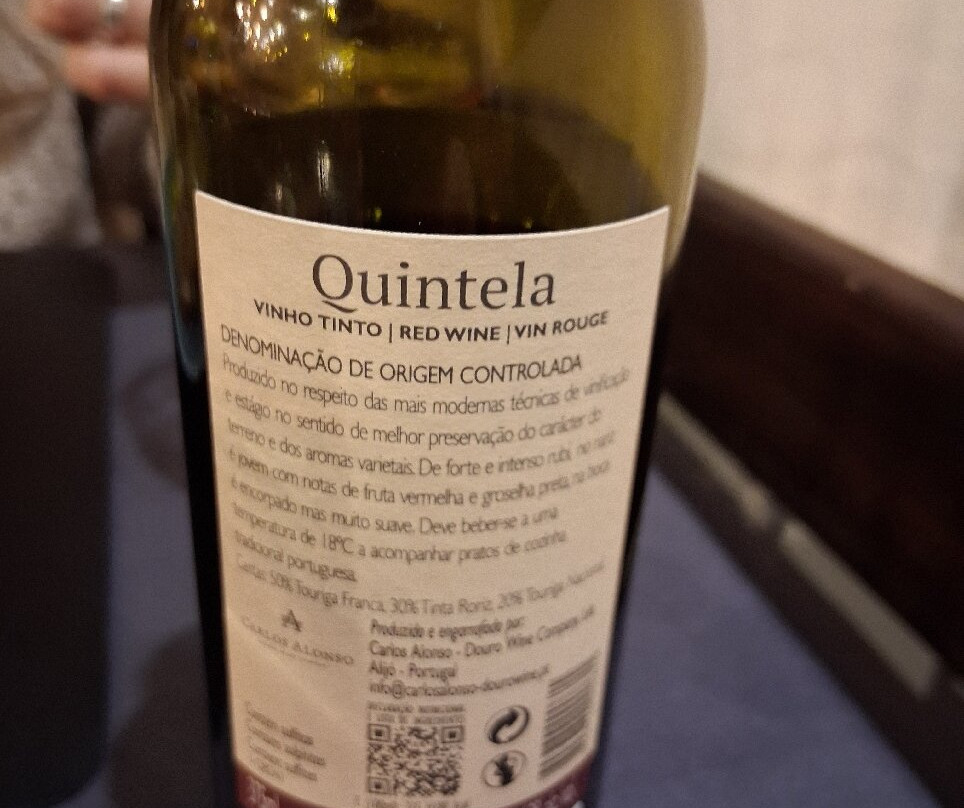 Quintela
VINHO TINTO | RED WINE | VIN ROUGE
DENOMINAÇÃO DE ORIGEM CONTROLADA
Produzido no respeito das mais modernas técnicas de vinificação
e estágio no sentido de melhor preservação do carácter do
terreno e dos aromas varietais. De forte e intenso rubi, no nariz
é jovem com notas de fruta vermelha e groselha preta, na boca
é encorpado mas muito suave. Deve beber-se a uma
temperatura de 18ºC a acompanhar pratos de cozinha
tradicional portuguesa.
Castas: 50% Touriga Franca, 30% Tinta Roriz, 20% Touriga Nacional
CARLOS ALONSO
Produzido e engarrafado por:
Carlos Alonso - Douro Wine Company,
Alijó - Portugal
info@carlosalonso-dourowine.pt